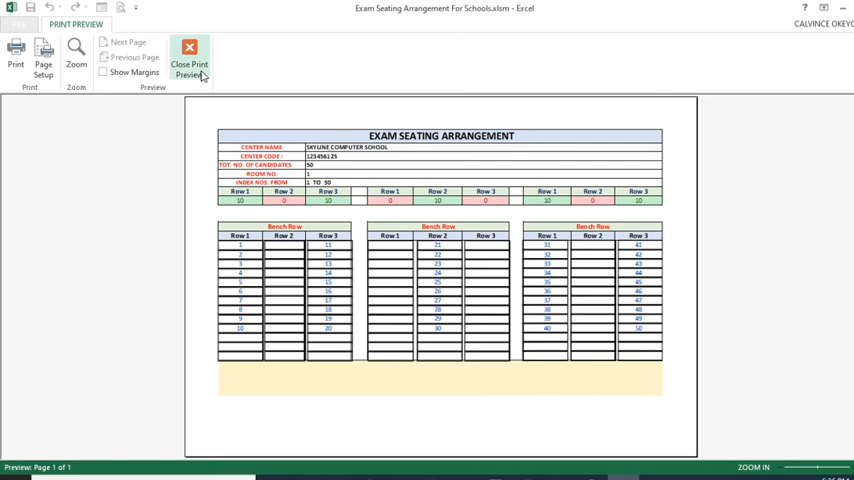 Exam Seating Arrangement For Schools.xlsm - Excel
FILE PRINT PREVIEW CALVINCE OKEYO
Print Page Setup Zoom Next Page Previous Page Show Margins Close Print Preview
Print Zoom Preview
EXAM SEATING ARRANGEMENT
CENTER NAME SKYLINE COMPUTER SCHOOL
CENTER CODE : 123456125
TOT. NO. OF CANDIDATES 50
ROOM NO. 1
INDEX NOS. FROM 1 TO 50
Row 1 Row 2 Row 3 Row 1 Row 2 Row 3 Row 1 Row 2 Row 3
10 0 10 0 10 0 10 0 10
Bench Row Bench Row Bench Row
Row 1 Row 2 Row 3 Row 1 Row 2 Row 3 Row 1 Row 2 Row 3
1 11 21 31 41
2 12 22 32 42
3 13 23 33 43
4 14 24 34 44
5 15 25 35 45
6 16 26 36 46
7 17 27 37 47
8 18 28 38 48
9 19 29 39 49
10 20 30 40 50
Preview: Page 1 of 1 ZOOM IN